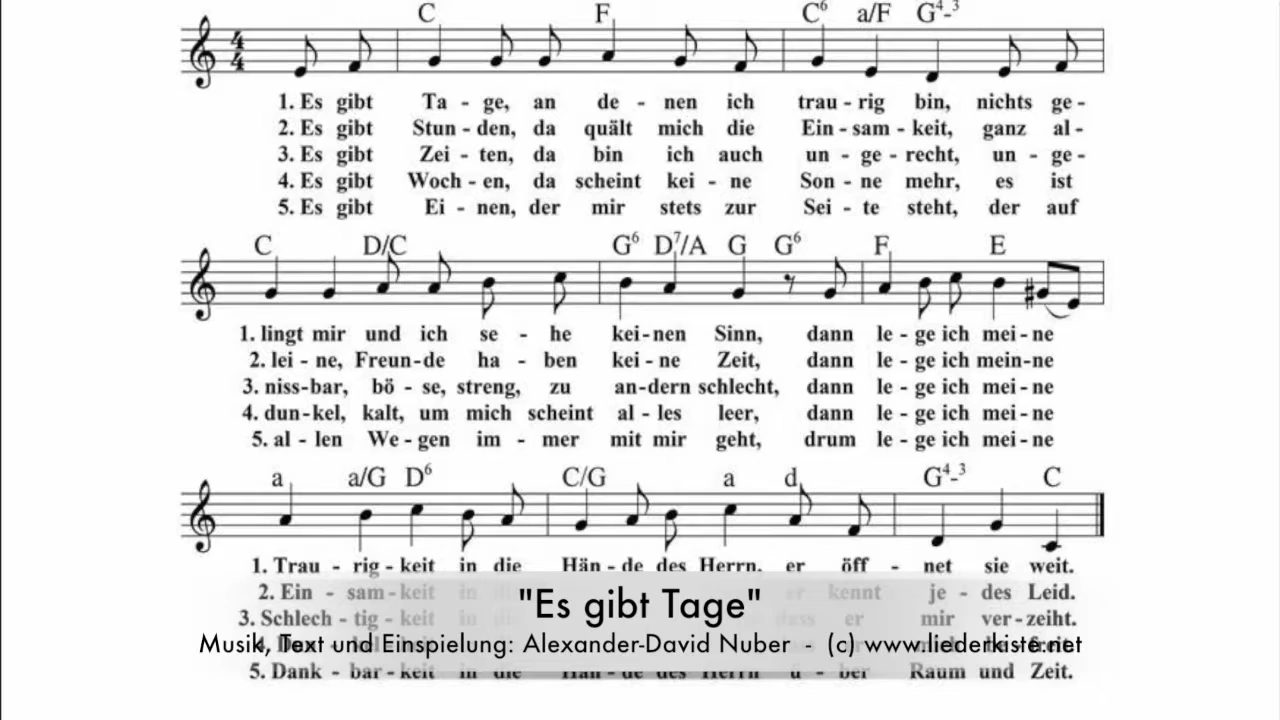 C F C6 a/F G4-3
1. Es gibt Ta - ge, an de - nen ich trau - rig bin, nichts ge -
2. Es gibt Stun - den, da quält mich die Ein - sam - keit, ganz al -
3. Es gibt Zei - ten, da bin ich auch un - ge - recht, un - ge -
4. Es gibt Woch - en, da scheint kei - ne Son - ne mehr, es ist
5. Es gibt Ei - nen, der mir stets zur Sei - te steht, der auf
C D/C G6 D7/A G G6 F E
1. lingt mir und ich se - he kei - nen Sinn, dann le - ge ich mei - ne
2. lei - ne, Freun - de ha - ben kei - ne Zeit, dann le - ge ich mein - ne
3. niss - bar, bö - se, streng, zu an - dern schlecht, dann le - ge ich mei - ne
4. dun - kel, kalt, um mich scheint al - les leer, dann le - ge ich mei - ne
5. al - len We - gen im - mer mit mir geht, drum le - ge ich mei - ne
a a/G D6 C/G a d G4-3 C
1. Trau - rig - keit in die Hän - de des Herrn, er öff - net sie weit.
2. Ein - sam - keit in die er kennt je - des Leid.
3. Schlech - tig - keit in die dass er mir ver - zeiht.
"Es gibt Tage"
Musik, Text und Einspielung: Alexander-David Nuber - (c) www.liederkiste.net
5. Dank - bar - keit in die Hän - de des Herrn ü - ber Raum und Zeit.